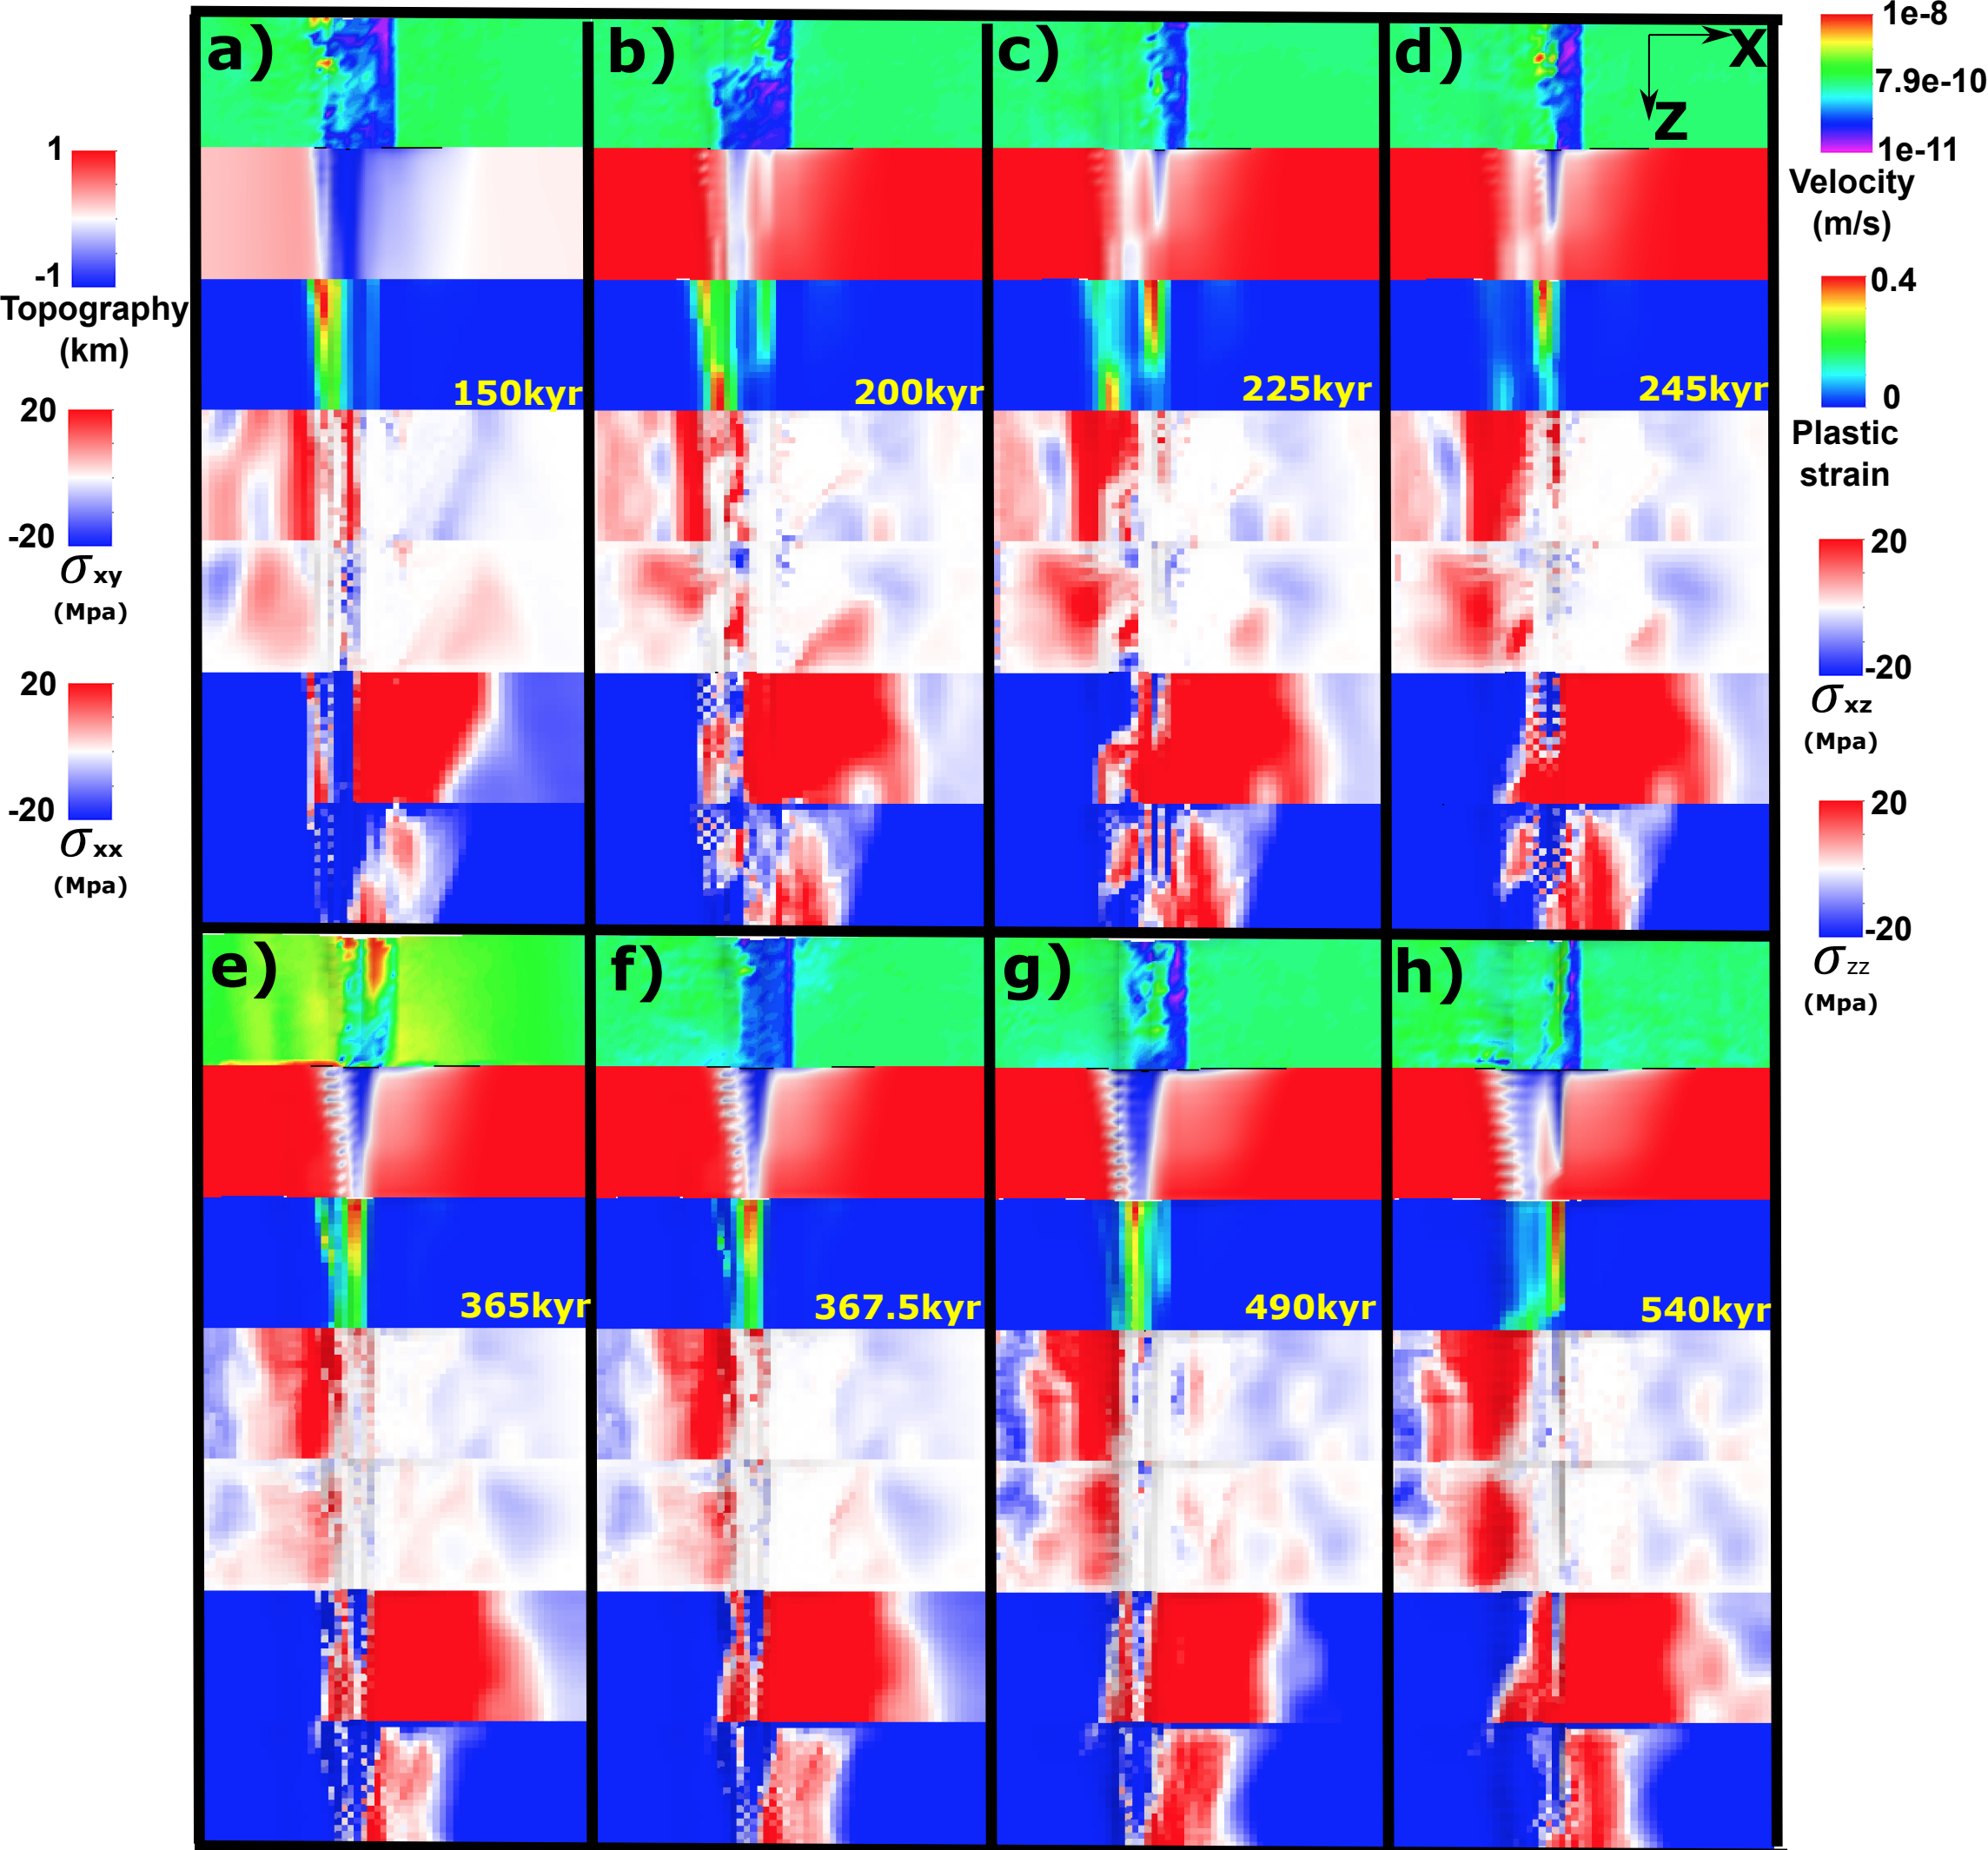 a)
b)
c)
d)
X
Z
1e-8
7.9e-10
1e-11
Velocity
(m/s)
1
-1
Topography
(km)
0.4
0
Plastic
strain
150kyr
200kyr
225kyr
245kyr
20
-20
σxy
(Mpa)
20
-20
σxz
(Mpa)
20
-20
σxx
(Mpa)
20
-20
σzz
(Mpa)
e)
f)
g)
h)
365kyr
367.5kyr
490kyr
540kyr